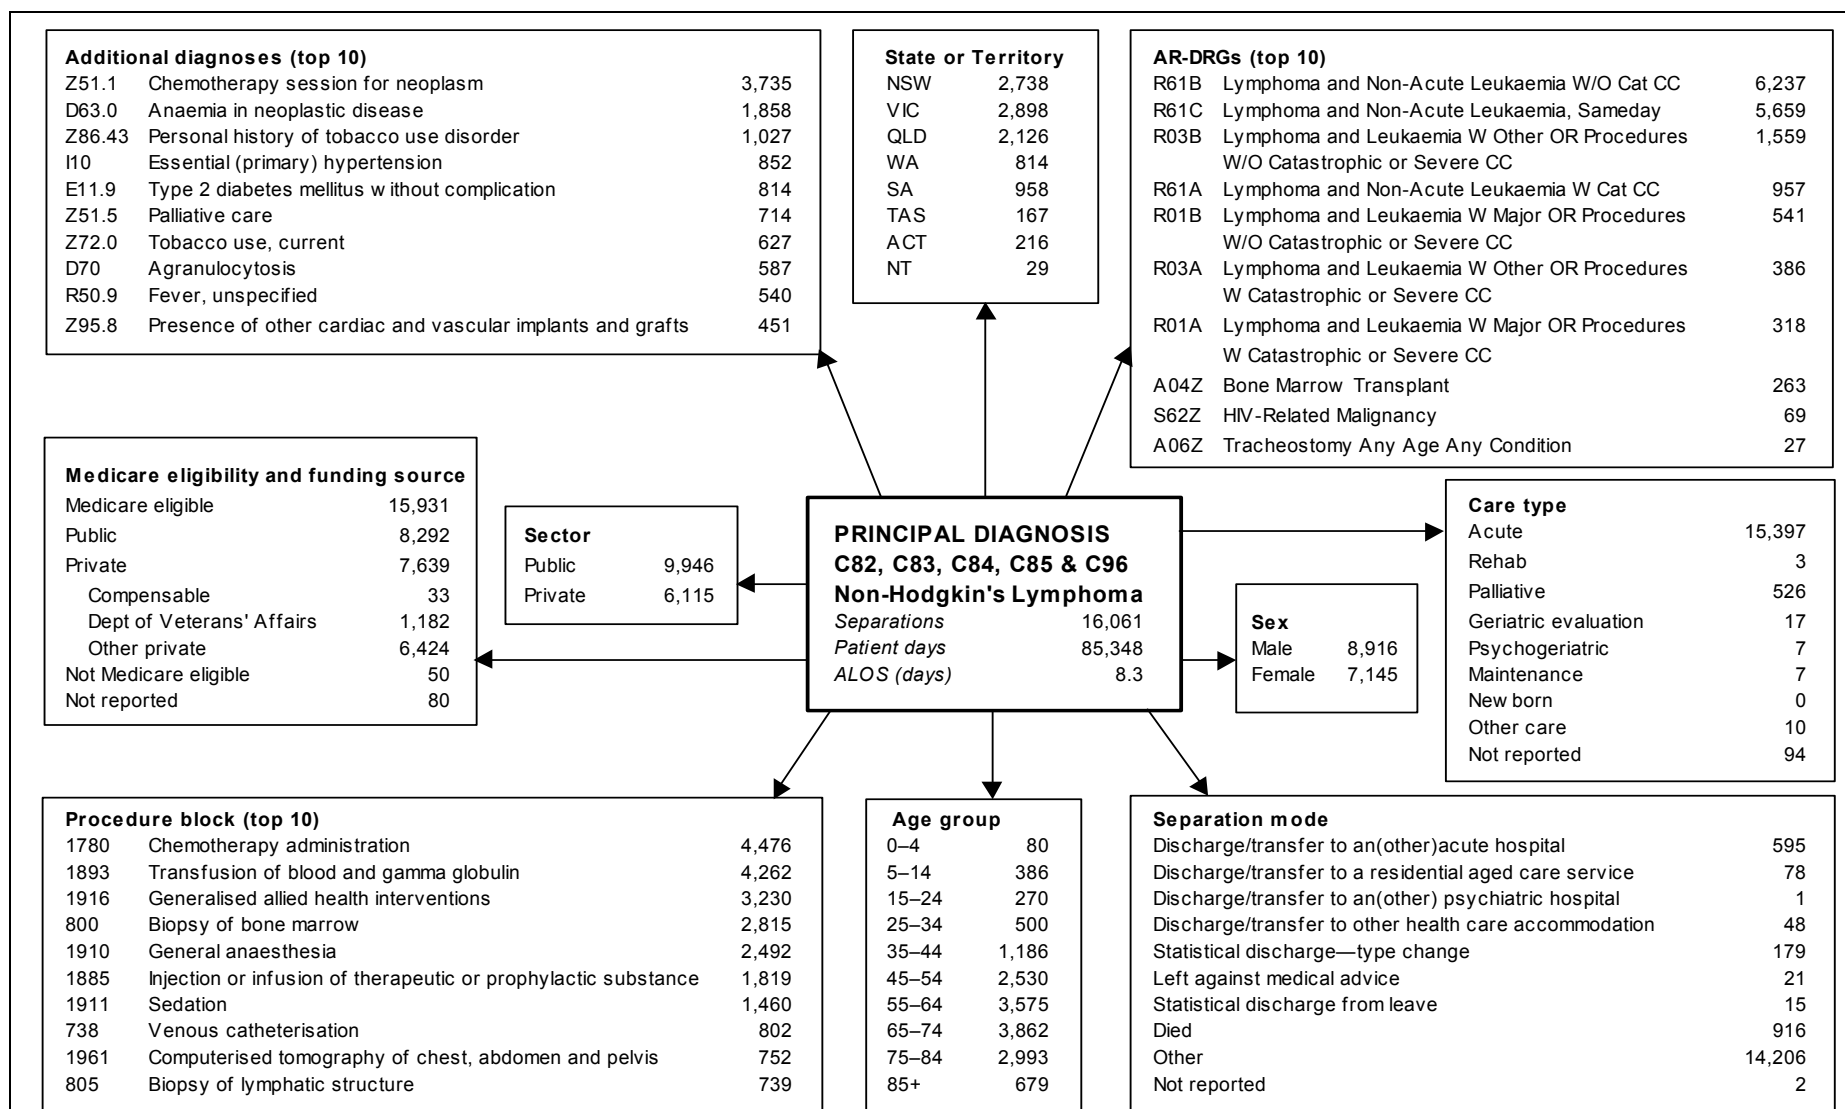 Additional diagnoses (top 10)
Z51.1 Chemotherapy session for neoplasm 3,735
D63.0 Anaemia in neoplastic disease 1,858
Z86.43 Personal history of tobacco use disorder 1,027
I10 Essential (primary) hypertension 852
E11.9 Type 2 diabetes mellitus without complication 814
Z51.5 Palliative care 714
Z72.0 Tobacco use, current 627
D70 Agranulocytosis 587
R50.9 Fever, unspecified 540
Z95.8 Presence of other cardiac and vascular implants and grafts 451
State or Territory
NSW 2,738
VIC 2,898
QLD 2,126
WA 814
SA 958
TAS 167
ACT 216
NT 29
AR-DRGs (top 10)
R61B Lymphoma and Non-Acute Leukaemia W/O Cat CC 6,237
R61C Lymphoma and Non-Acute Leukaemia, Sameday 5,659
R03B Lymphoma and Leukaemia W Other OR Procedures 1,559
W/O Catastrophic or Severe CC
R61A Lymphoma and Non-Acute Leukaemia W Cat CC 957
R01B Lymphoma and Leukaemia W Major OR Procedures 541
W/O Catastrophic or Severe CC
R03A Lymphoma and Leukaemia W Other OR Procedures 386
W Catastrophic or Severe CC
R01A Lymphoma and Leukaemia W Major OR Procedures 318
W Catastrophic or Severe CC
A04Z Bone Marrow Transplant 263
S62Z HIV-Related Malignancy 69
A06Z Tracheostomy Any Age Any Condition 27
Medicare eligibility and funding source
Medicare eligible 15,931
Public 8,292
Private 7,639
Compensable 33
Dept of Veterans' Affairs 1,182
Other private 6,424
Not Medicare eligible 50
Not reported 80
Sector
Public 9,946
Private 6,115
PRINCIPAL DIAGNOSIS
C82, C83, C84, C85 & C96
Non-Hodgkin's Lymphoma
Separations 16,061
Patient days 85,348
ALOS (days) 8.3
Sex
Male 8,916
Female 7,145
Care type
Acute 15,397
Rehab 3
Palliative 526
Geriatric evaluation 17
Psychogeriatric 7
Maintenance 7
New born 0
Other care 10
Not reported 94
Procedure block (top 10)
1780 Chemotherapy administration 4,476
1893 Transfusion of blood and gamma globulin 4,262
1916 Generalised allied health interventions 3,230
800 Biopsy of bone marrow 2,815
1910 General anaesthesia 2,492
1885 Injection or infusion of therapeutic or prophylactic substance 1,819
1911 Sedation 1,460
738 Venous catheterisation 802
1961 Computerised tomography of chest, abdomen and pelvis 752
805 Biopsy of lymphatic structure 739
Age group
0–4 80
5–14 386
15–24 270
25–34 500
35–44 1,186
45–54 2,530
55–64 3,575
65–74 3,862
75–84 2,993
85+ 679
Separation mode
Discharge/transfer to an(other)acute hospital 595
Discharge/transfer to a residential aged care service 78
Discharge/transfer to an(other) psychiatric hospital 1
Discharge/transfer to other health care accommodation 48
Statistical discharge—type change 179
Left against medical advice 21
Statistical discharge from leave 15
Died 916
Other 14,206
Not reported 2